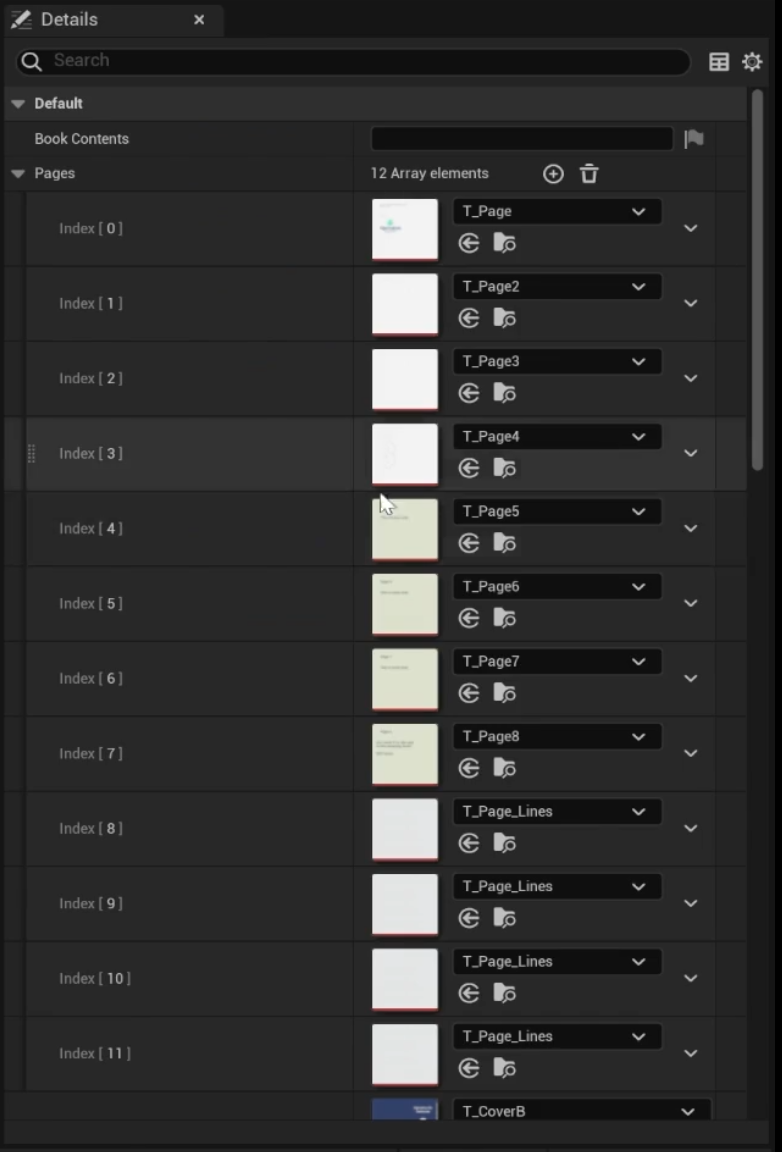 Details
Search
Default
Book Contents
Pages 12 Array elements
Index [ 0 ] T_Page
Index [ 1 ] T_Page2
Index [ 2 ] T_Page3
Index [ 3 ] T_Page4
Index [ 4 ] T_Page5
Index [ 5 ] T_Page6
Index [ 6 ] T_Page7
Index [ 7 ] T_Page8
Index [ 8 ] T_Page_Lines
Index [ 9 ] T_Page_Lines
Index [ 10 ] T_Page_Lines
Index [ 11 ] T_Page_Lines
T_CoverB